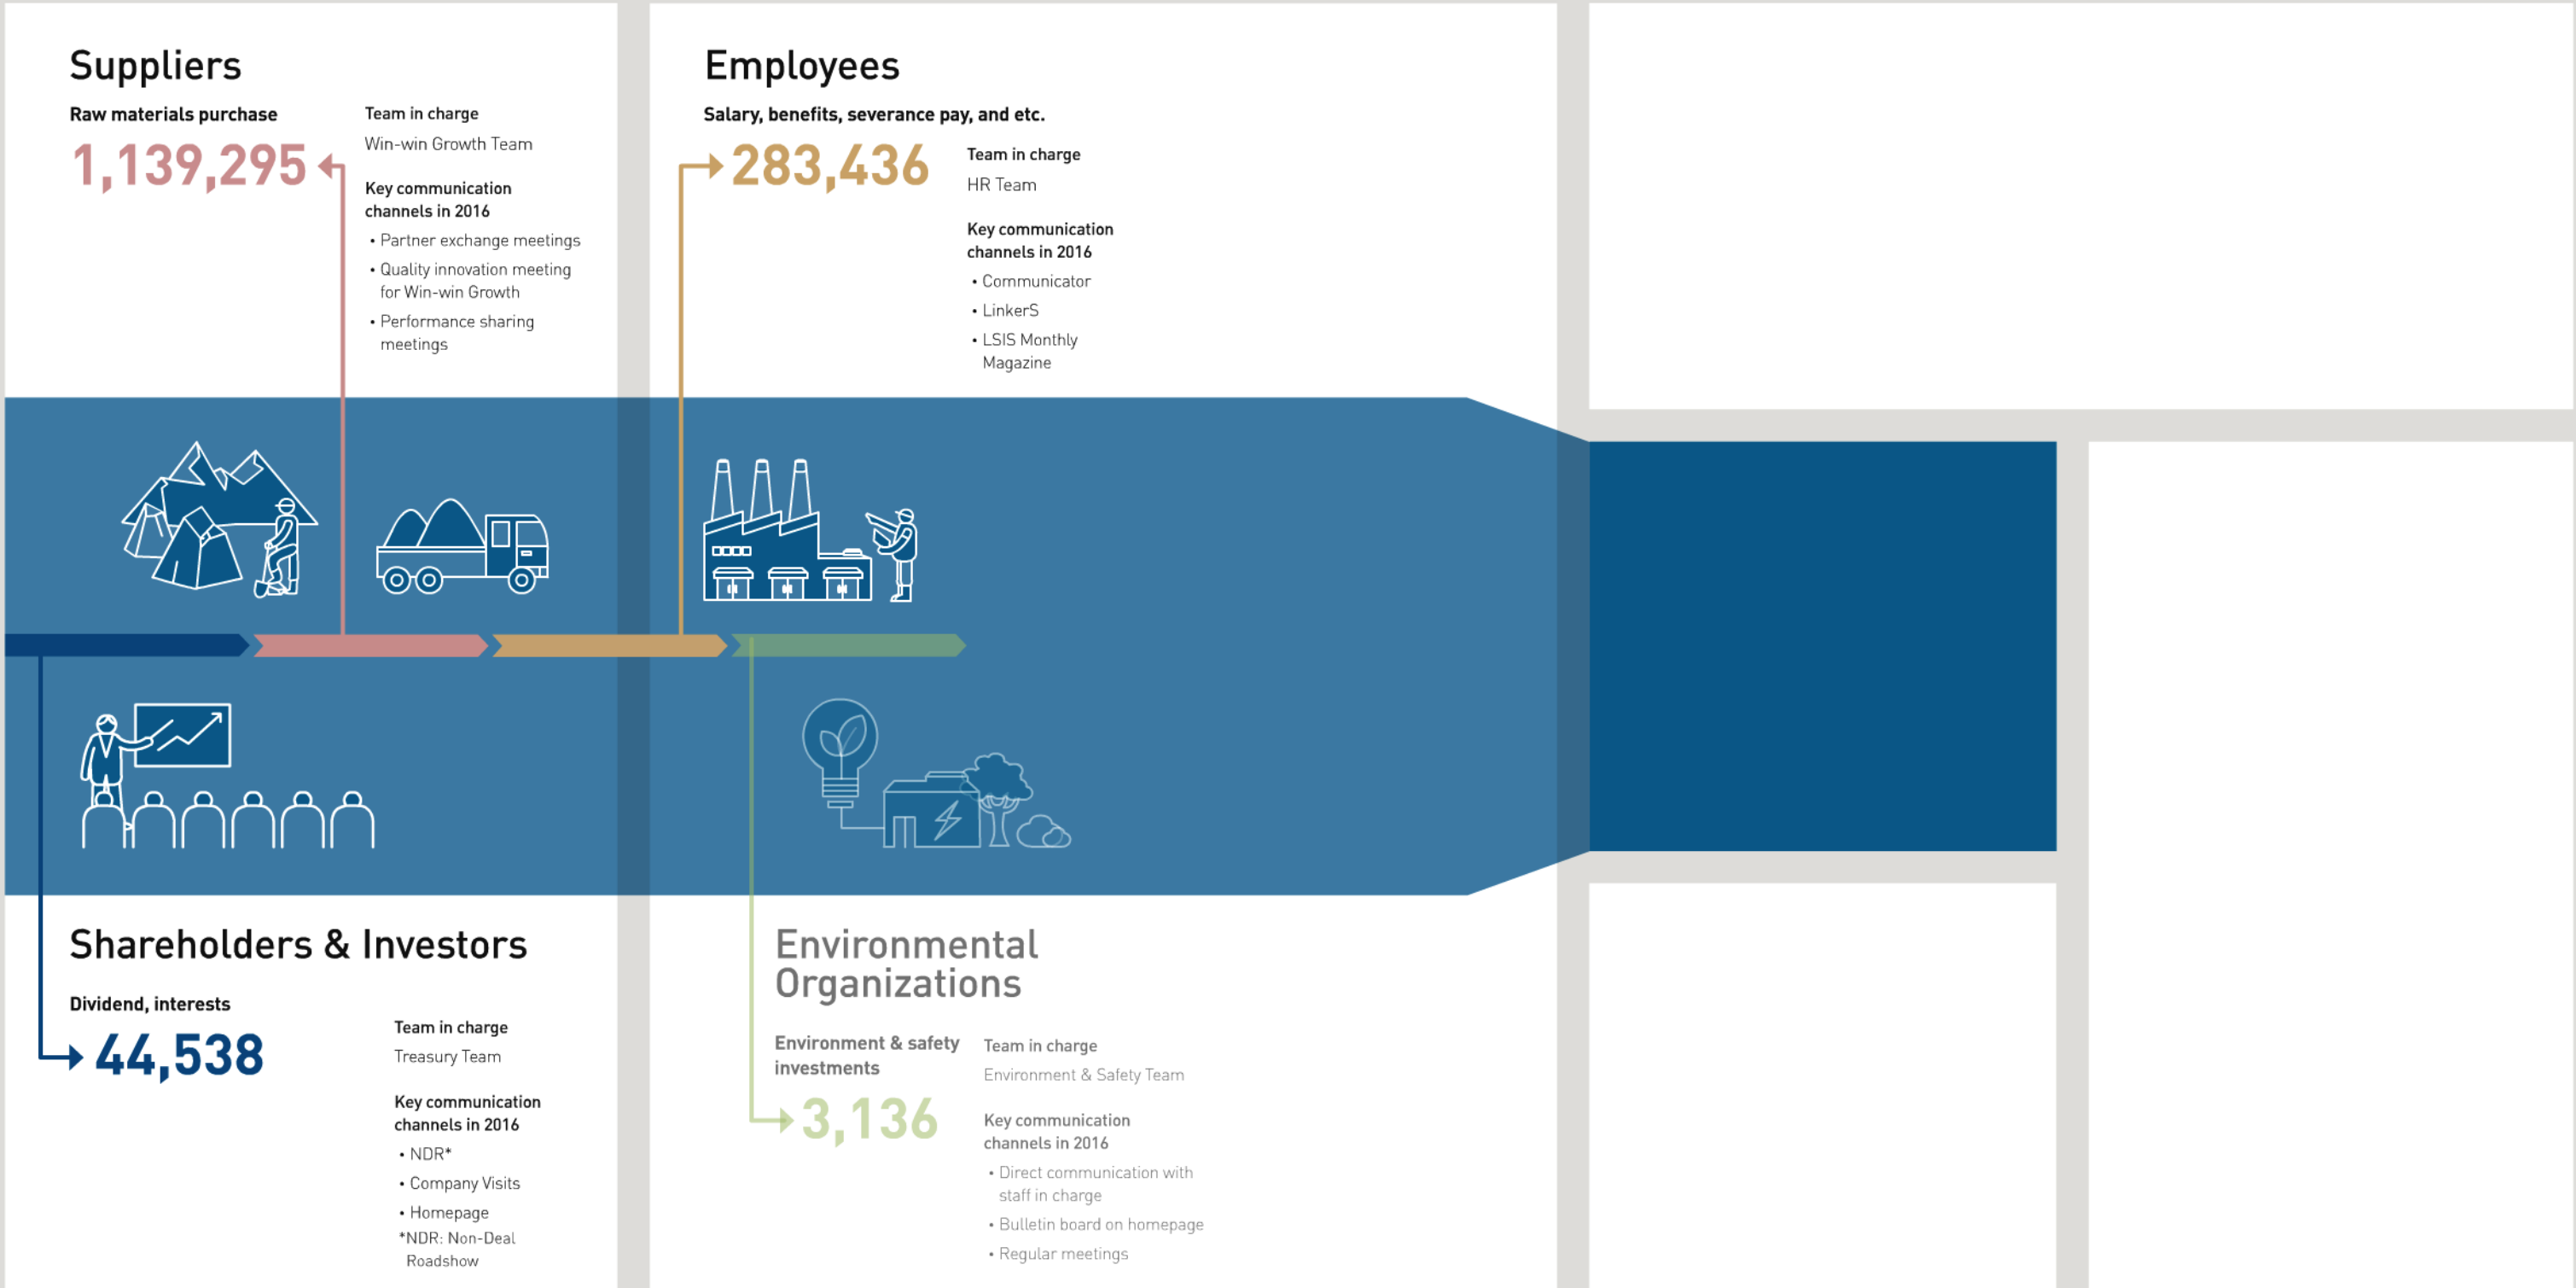 Suppliers
Raw materials purchase
1,139,295
Team in charge
Win-win Growth Team
Key communication
channels in 2016
• Partner exchange meetings
• Quality innovation meeting
for Win-win Growth
• Performance sharing
meetings
Employees
Salary, benefits, severance pay, and etc.
283,436
Team in charge
HR Team
Key communication
channels in 2016
• Communicator
• LinkerS
• LSIS Monthly
Magazine
Shareholders & Investors
Dividend, interests
44,538
Team in charge
Treasury Team
Key communication
channels in 2016
• NDR*
• Company Visits
• Homepage
*NDR: Non-Deal
Roadshow
Environmental
Organizations
Environment & safety
investments
3,136
Team in charge
Environment & Safety Team
Key communication
channels in 2016
• Direct communication with
staff in charge
• Bulletin board on homepage
• Regular meetings